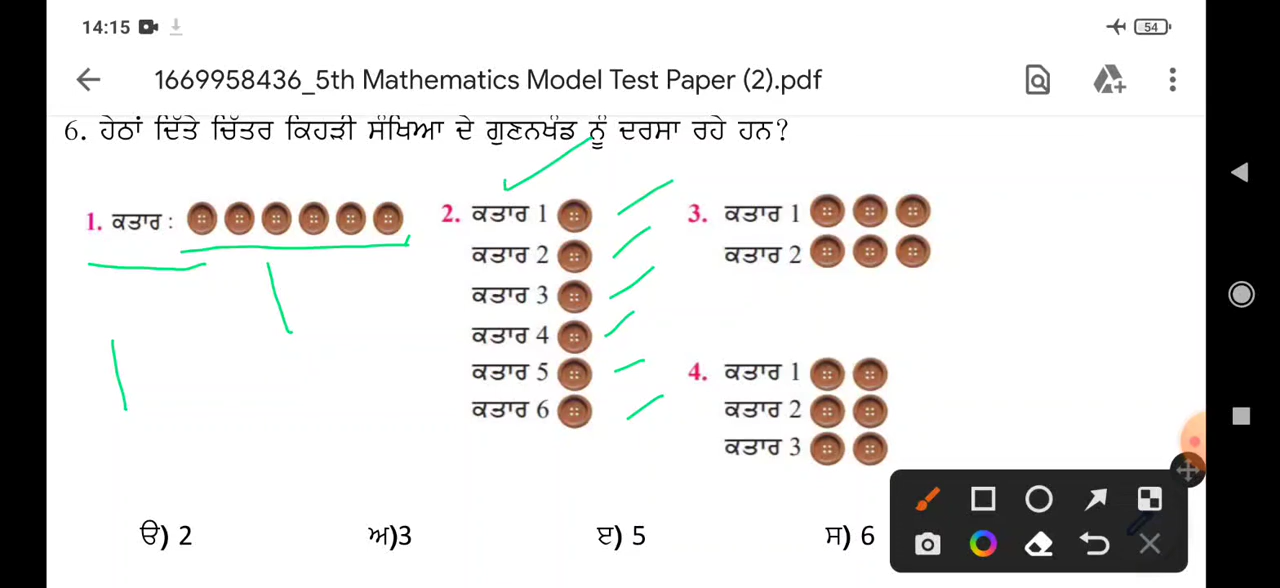 14:15
54
1669958436_5th Mathematics Model Test Paper (2).pdf
6. ਹੇਠਾਂ ਦਿੱਤੇ ਚਿੱਤਰ ਕਿਹੜੀ ਸੰਖਿਆ ਦੇ ਗੁਣਨਖੰਡ ਨੂੰ ਦਰਸਾ ਰਹੇ ਹਨ?
1. ਕਤਾਰ :
2. ਕਤਾਰ 1
ਕਤਾਰ 2
ਕਤਾਰ 3
ਕਤਾਰ 4
ਕਤਾਰ 5
ਕਤਾਰ 6
3. ਕਤਾਰ 1
ਕਤਾਰ 2
4. ਕਤਾਰ 1
ਕਤਾਰ 2
ਕਤਾਰ 3
ੳ) 2 ਅ)3 ੲ) 5 ਸ) 6